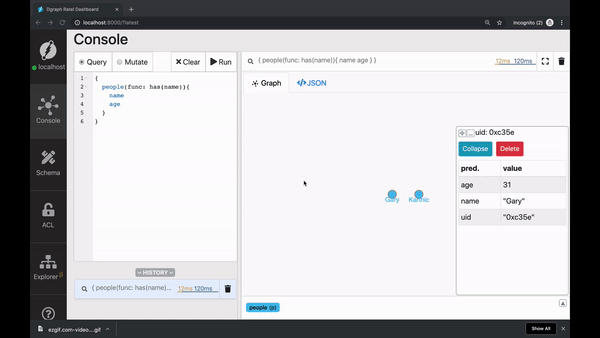 Dgraph Ratel Dashboard
localhost:8000/?latest
Incognito (2)
localhost
Console
Schema
ACL
Explorer β
Console
Query
Mutate
Clear
Run
1 {
2 people(func: has(name)){
3 name
4 age
5 }
6 }
HISTORY
{ people(func: has(name)... 12ms 120ms
{ people(func: has(name)){ name age } }
12ms 120ms
Graph
JSON
Gary
uid: 0xc35e
Collapse
Delete
pred. value
age 31
name "Gary"
uid "0xc35e"
people (p)
ezgif.com-video....gif
Show All